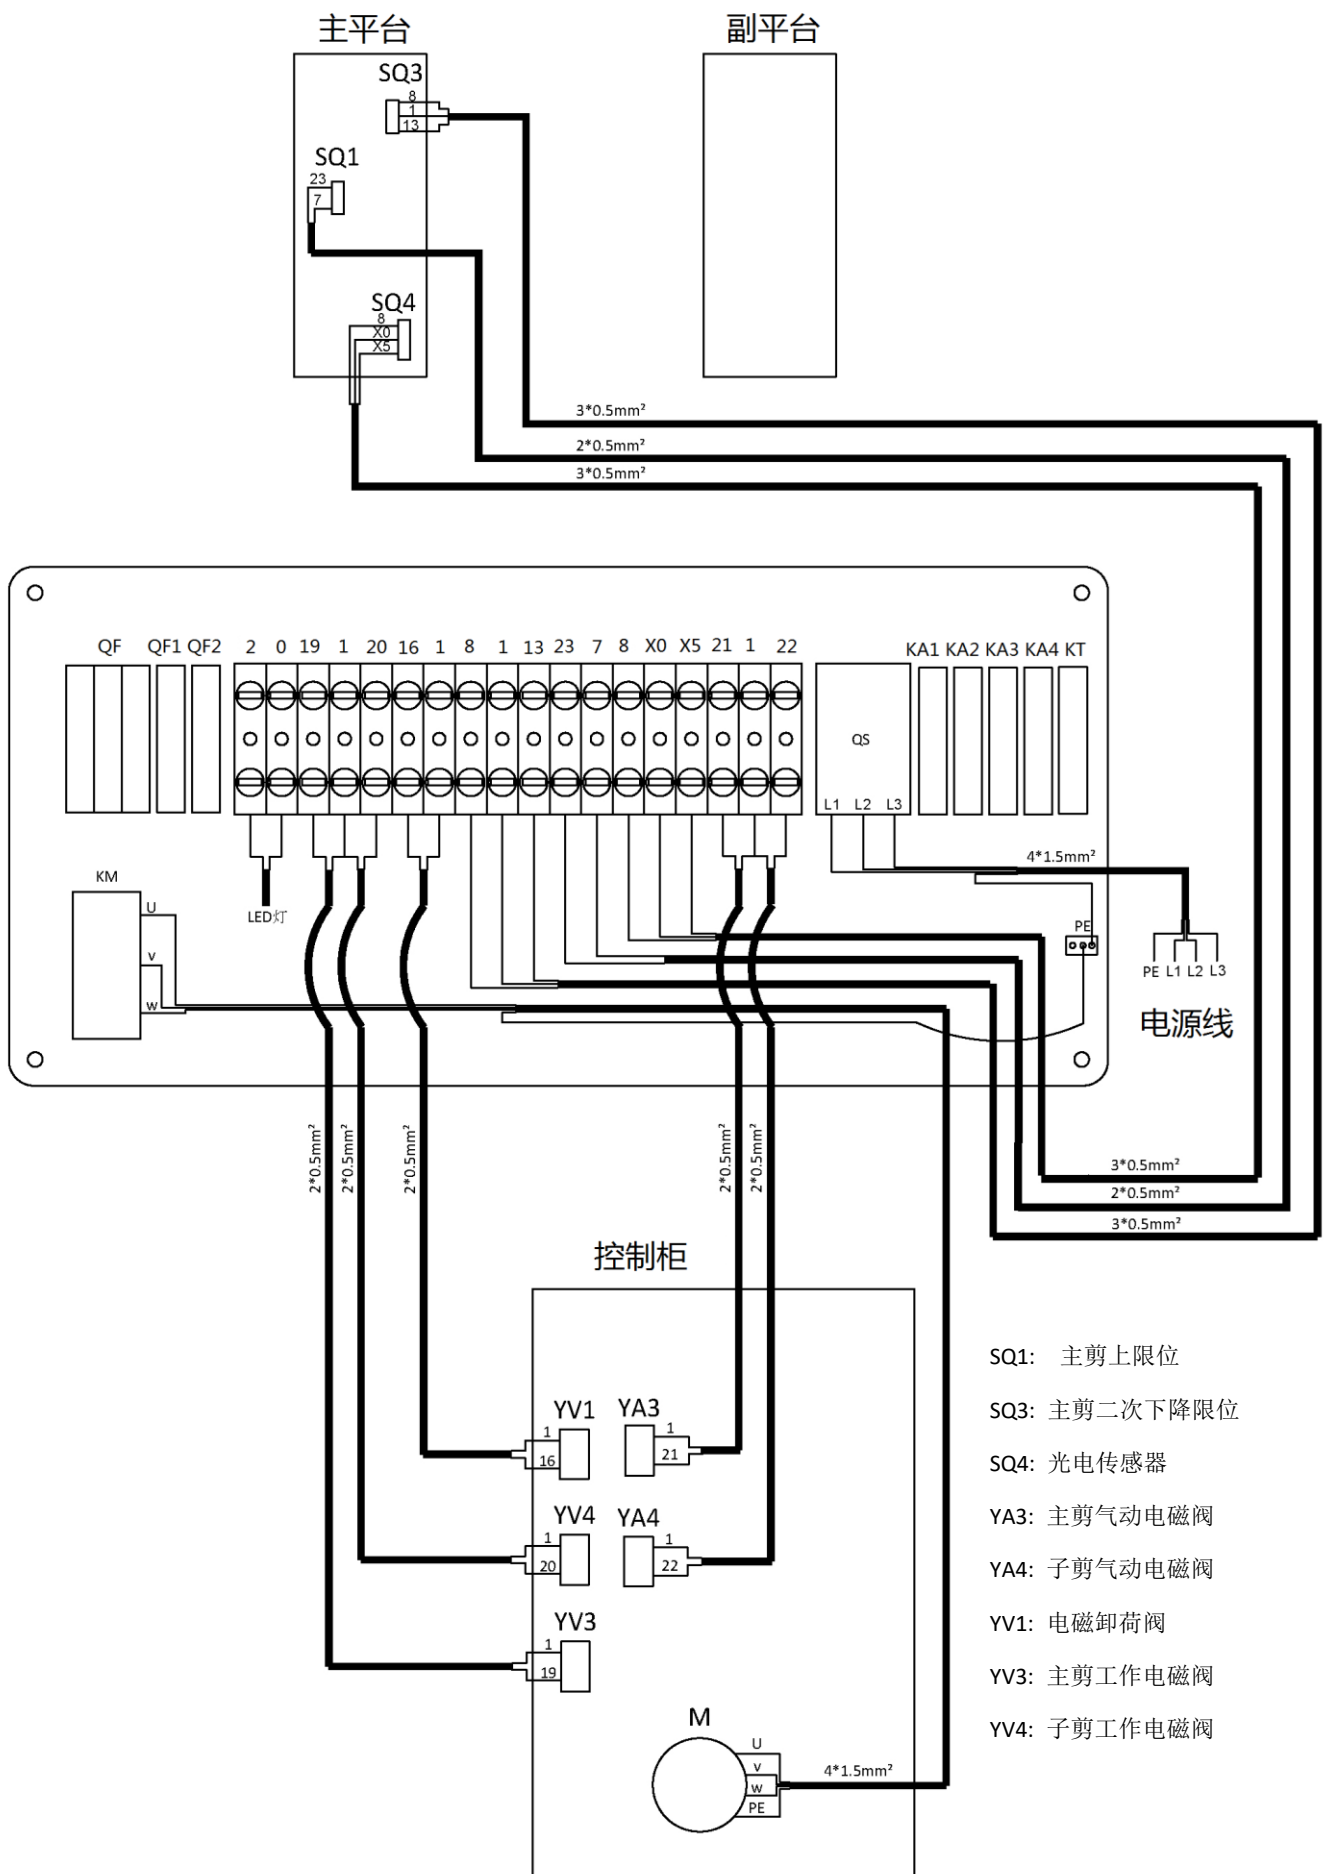 主平台 副平台
SQ3
8
1
13
SQ1
23
7
SQ4
8
X0
X5
3*0.5mm²
2*0.5mm²
3*0.5mm²
QF QF1 QF2 2 0 19 1 20 16 1 8 1 13 23 7 8 X0 X5 21 1 22 KA1 KA2 KA3 KA4 KT
QS
L1 L2 L3
4*1.5mm²
KM
U
V
W
LED灯
PE
PE L1 L2 L3
电源线
2*0.5mm² 2*0.5mm² 2*0.5mm² 2*0.5mm² 2*0.5mm²
3*0.5mm²
2*0.5mm²
3*0.5mm²
控制柜
YV1 YA3
1 1
16 21
YV4 YA4
1 1
20 22
YV3
1
19
M
U
V
W
PE
4*1.5mm²
SQ1: 主剪上限位
SQ3: 主剪二次下降限位
SQ4: 光电传感器
YA3: 主剪气动电磁阀
YA4: 子剪气动电磁阀
YV1: 电磁卸荷阀
YV3: 主剪工作电磁阀
YV4: 子剪工作电磁阀